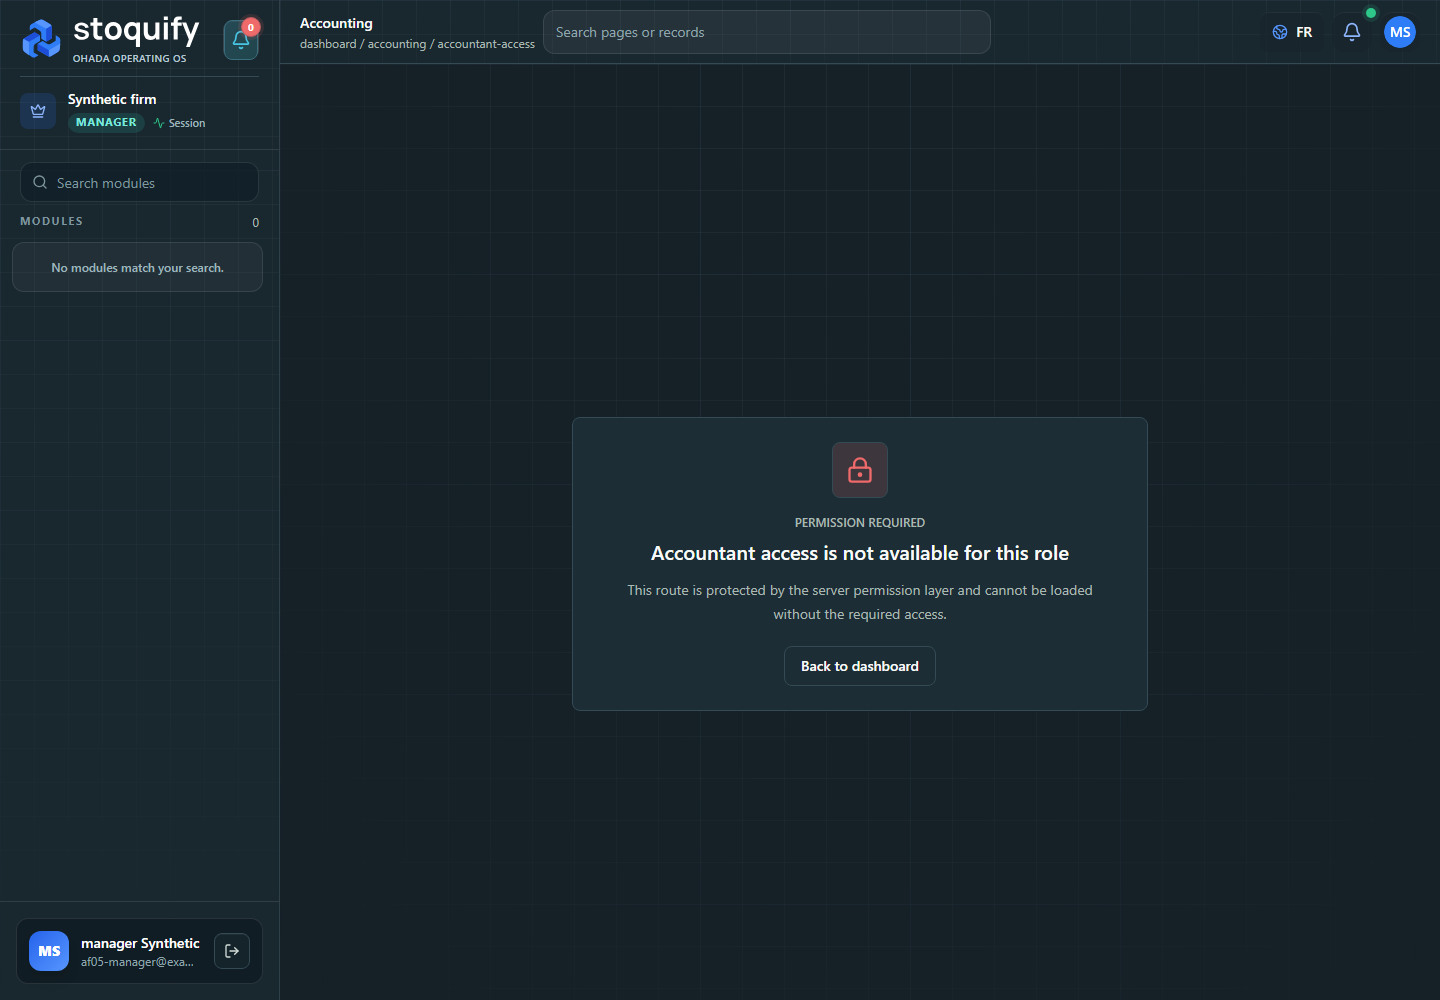 stoquify
OHADA OPERATING OS
0
Synthetic firm
MANAGER
Session
Search modules
MODULES
0
No modules match your search.
manager Synthetic
MS
af05-manager@exa...
Accounting
dashboard / accounting / accountant-access
Search pages or records
FR
MS
PERMISSION REQUIRED
Accountant access is not available for this role
This route is protected by the server permission layer and cannot be loaded
without the required access.
Back to dashboard